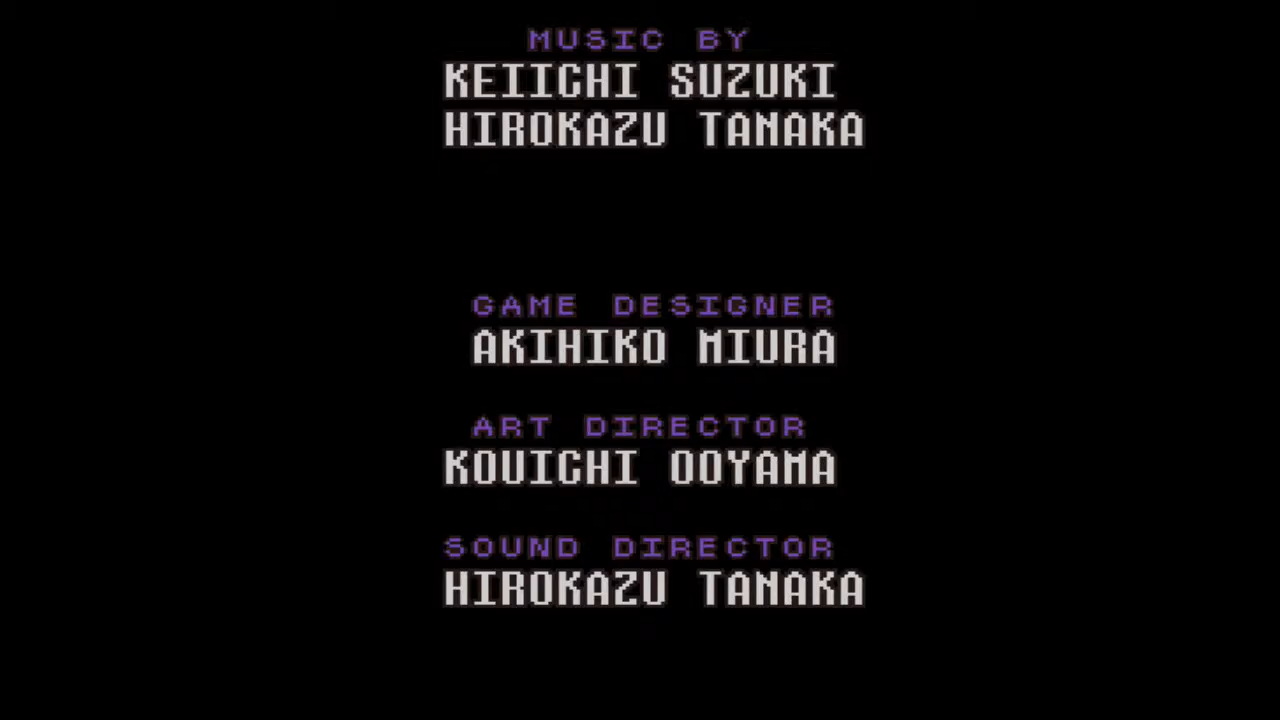 MUSIC BY
KEIICHI SUZUKI
HIROKAZU TANAKA
GAME DESIGNER
AKIHIKO MIURA
ART DIRECTOR
KOUICHI OOYAMA
SOUND DIRECTOR
HIROKAZU TANAKA